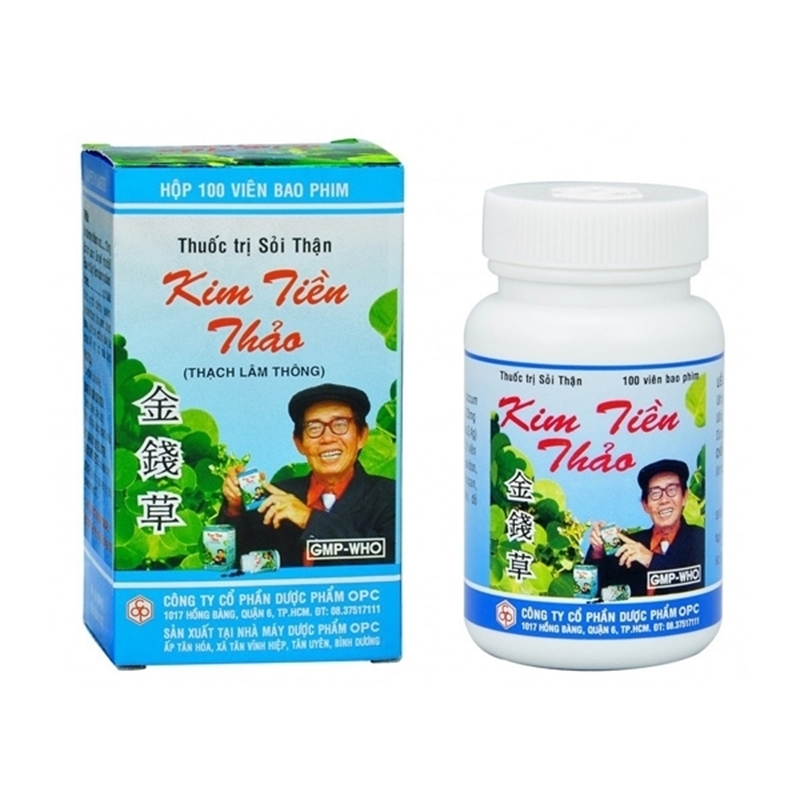 HỘP 100 VIÊN BAO PHIM
Thuốc trị Sỏi Thận
Kim Tiền
Thảo
(THẠCH LÂM THÔNG)
金
錢
草
GMP-WHO
CÔNG TY CỔ PHẦN DƯỢC PHẨM OPC
1017 HỒNG BÀNG, QUẬN 6, TP.HCM. ĐT: 08.37517111
SẢN XUẤT TẠI NHÀ MÁY DƯỢC PHẨM OPC
ẤP TÂN HÓA, XÃ TÂN VĨNH HIỆP, TÂN UYÊN, BÌNH DƯƠNG
Thuốc trị Sỏi Thận 100 viên bao phim
Kim Tiền
Thảo
金
錢
草
GMP-WHO
CÔNG TY CỔ PHẦN DƯỢC PHẨM OPC
1017 HỒNG BÀNG, QUẬN 6, TP.HCM. ĐT: 08.37517111